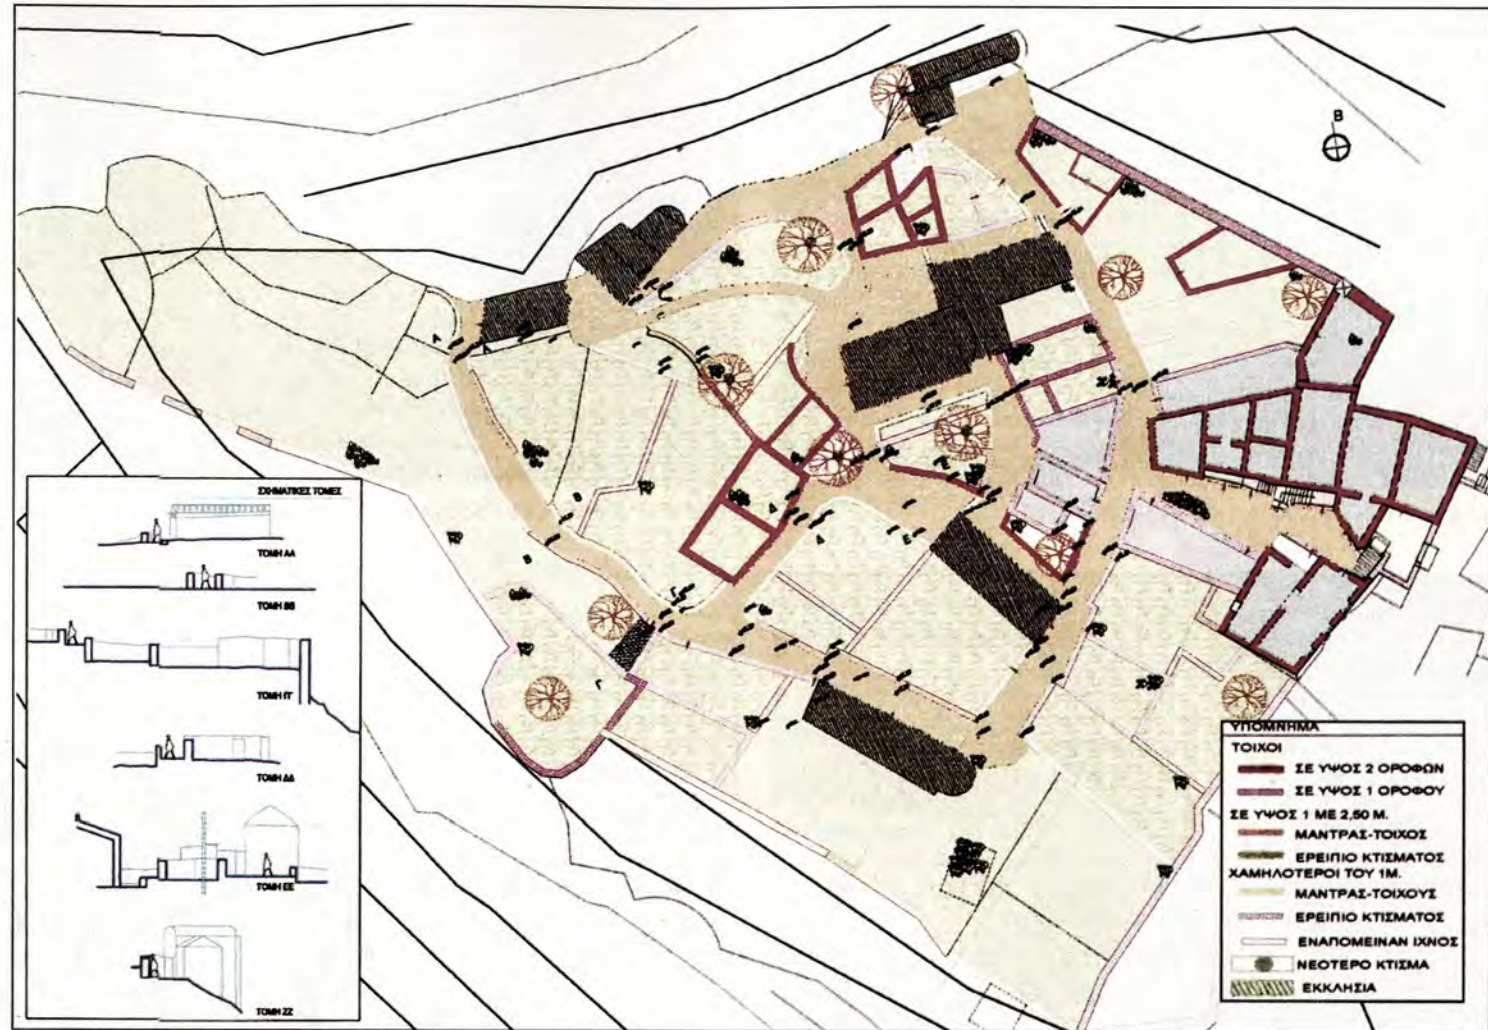 Β
Α
Α
Β
Β
Γ
Γ
Δ
Δ
Ε
Ε
ΖΖ
ΣΧΗΜΑΤΙΚΕΣ ΤΟΜΕΣ
ΤΟΜΗ ΑΑ
ΤΟΜΗ ΒΒ
ΤΟΜΗ ΓΓ
ΤΟΜΗ ΔΔ
ΤΟΜΗ ΕΕ
ΤΟΜΗ ΖΖ
ΥΠΟΜΝΗΜΑ
ΤΟΙΧΟΙ
ΣΕ ΥΨΟΣ 2 ΟΡΟΦΩΝ
ΣΕ ΥΨΟΣ 1 ΟΡΟΦΟΥ
ΣΕ ΥΨΟΣ 1 ΜΕ 2,50 Μ.
ΜΑΝΤΡΑΣ-ΤΟΙΧΟΣ
ΕΡΕΙΠΙΟ ΚΤΙΣΜΑΤΟΣ
ΧΑΜΗΛΟΤΕΡΟΙ ΤΟΥ 1Μ.
ΜΑΝΤΡΑΣ-ΤΟΙΧΟΥΣ
ΕΡΕΙΠΙΟ ΚΤΙΣΜΑΤΟΣ
ΕΝΑΠΟΜΕΙΝΑΝ ΙΧΝΟΣ
ΝΕΟΤΕΡΟ ΚΤΙΣΜΑ
ΕΚΚΛΗΣΙΑ